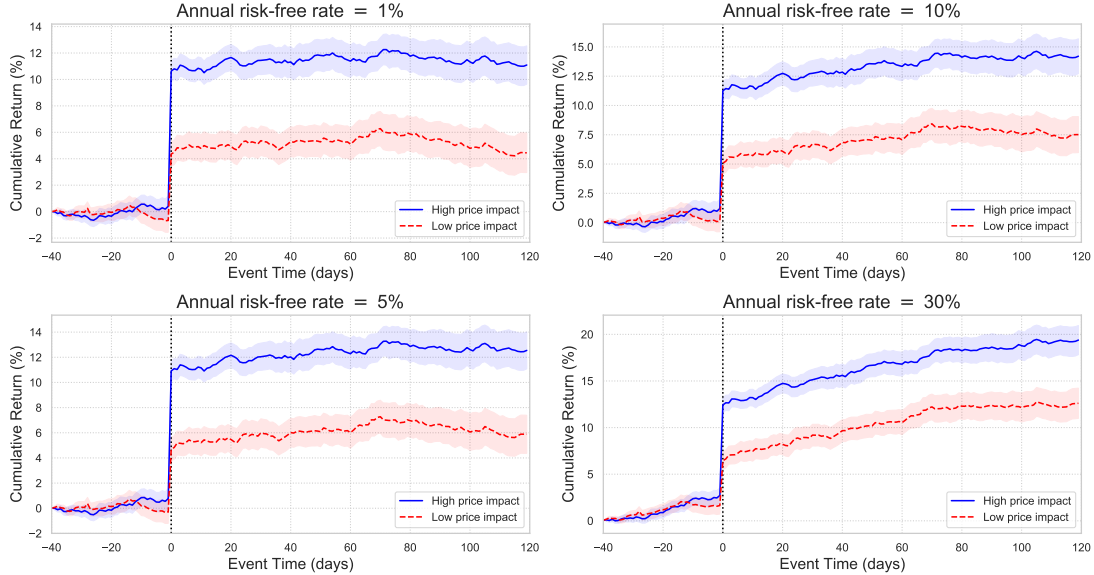 Annual risk-free rate = 1%
Cumulative Return (%)
14
12
10
8
6
4
2
0
−2
−40 −20 0 20 40 60 80 100 120
Event Time (days)
High price impact
Low price impact
Annual risk-free rate = 10%
Cumulative Return (%)
15.0
12.5
10.0
7.5
5.0
2.5
0.0
−40 −20 0 20 40 60 80 100 120
Event Time (days)
High price impact
Low price impact
Annual risk-free rate = 5%
Cumulative Return (%)
14
12
10
8
6
4
2
0
−2
−40 −20 0 20 40 60 80 100 120
Event Time (days)
High price impact
Low price impact
Annual risk-free rate = 30%
Cumulative Return (%)
20
15
10
5
0
−40 −20 0 20 40 60 80 100 120
Event Time (days)
High price impact
Low price impact